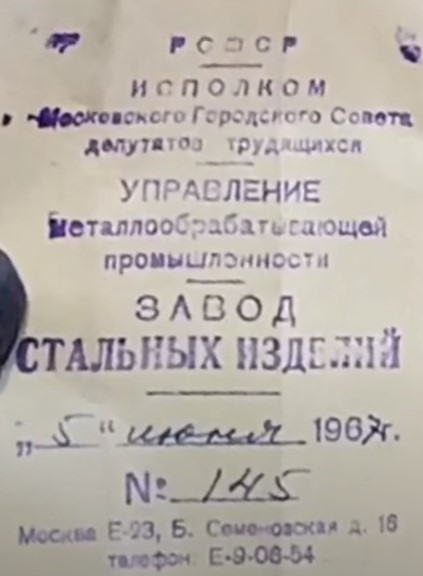 РСФСР
ИСПОЛКОМ
Московского Городского Совета
депутатов трудящихся
УПРАВЛЕНИЕ
металлообрабатывающей
промышленности
ЗАВОД
СТАЛЬНЫХ ИЗДЕЛИЙ
„5“ июня 1967г.
№ 145
Москва Е-23, Б. Семеновская д. 16
телефон Е-9-06-54